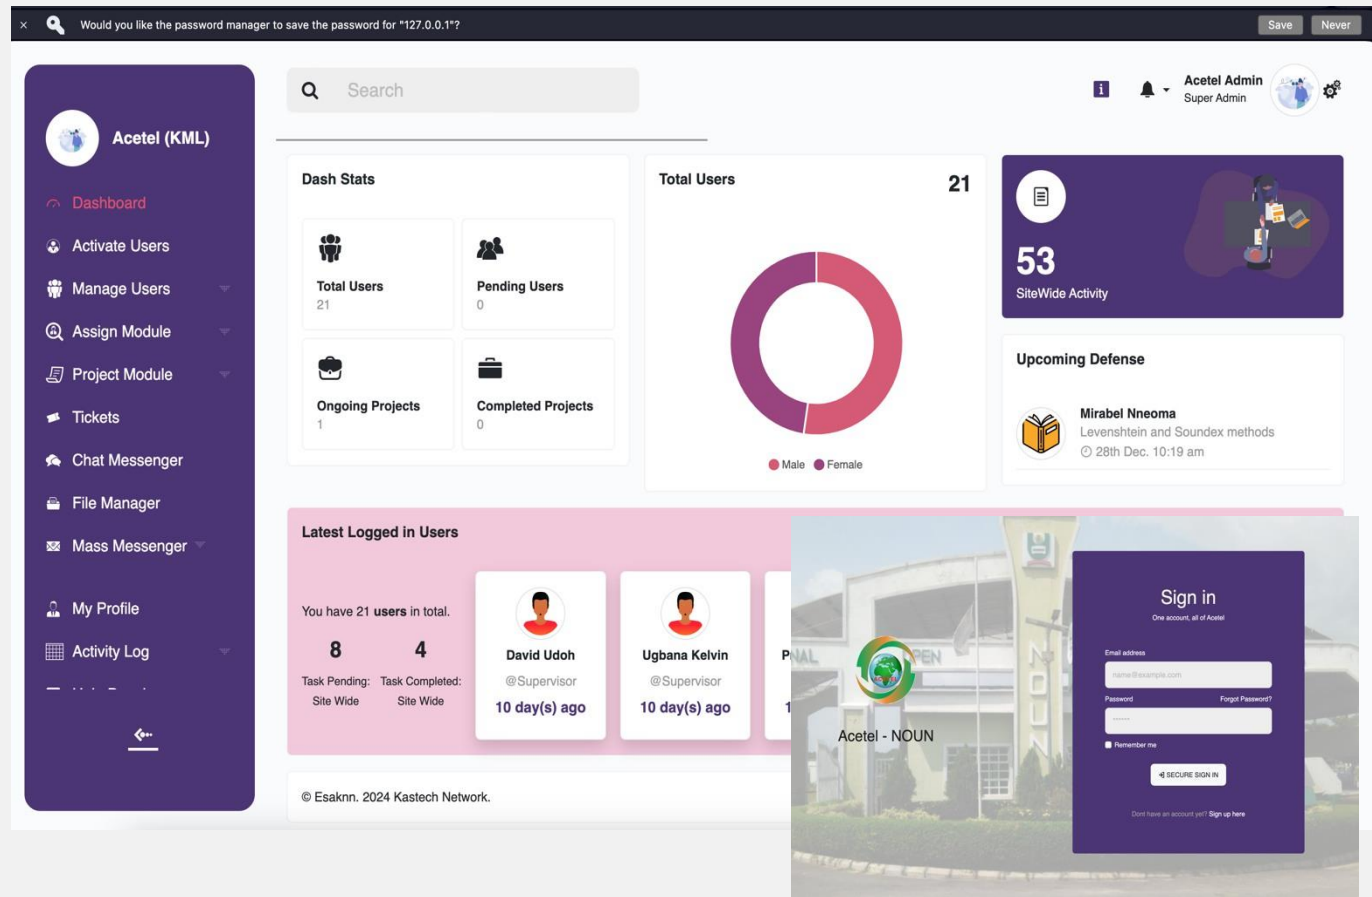 Would you like the password manager to save the password for "127.0.0.1"?
Save
Never
Acetel (KML)
Dashboard
Activate Users
Manage Users
Assign Module
Project Module
Tickets
Chat Messenger
File Manager
Mass Messenger
My Profile
Activity Log
Search
Acetel Admin
Super Admin
Dash Stats
Total Users
21
Pending Users
0
Ongoing Projects
1
Completed Projects
0
Total Users
21
Male
Female
53
SiteWide Activity
Upcoming Defense
Mirabel Nneoma
Levenshtein and Soundex methods
28th Dec. 10:19 am
Latest Logged in Users
You have 21 users in total.
8
Task Pending:
Site Wide
4
Task Completed:
Site Wide
David Udoh
@Supervisor
10 day(s) ago
Ugbana Kelvin
@Supervisor
10 day(s) ago
© Esaknn. 2024 Kastech Network.
OPEN
NOUN
ACETEL
Acetel - NOUN
Sign in
One account, all of Acetel
Email address
name@example.com
Password
Forgot Password?
Remember me
SECURE SIGN IN
Dont have an account yet? Sign up here